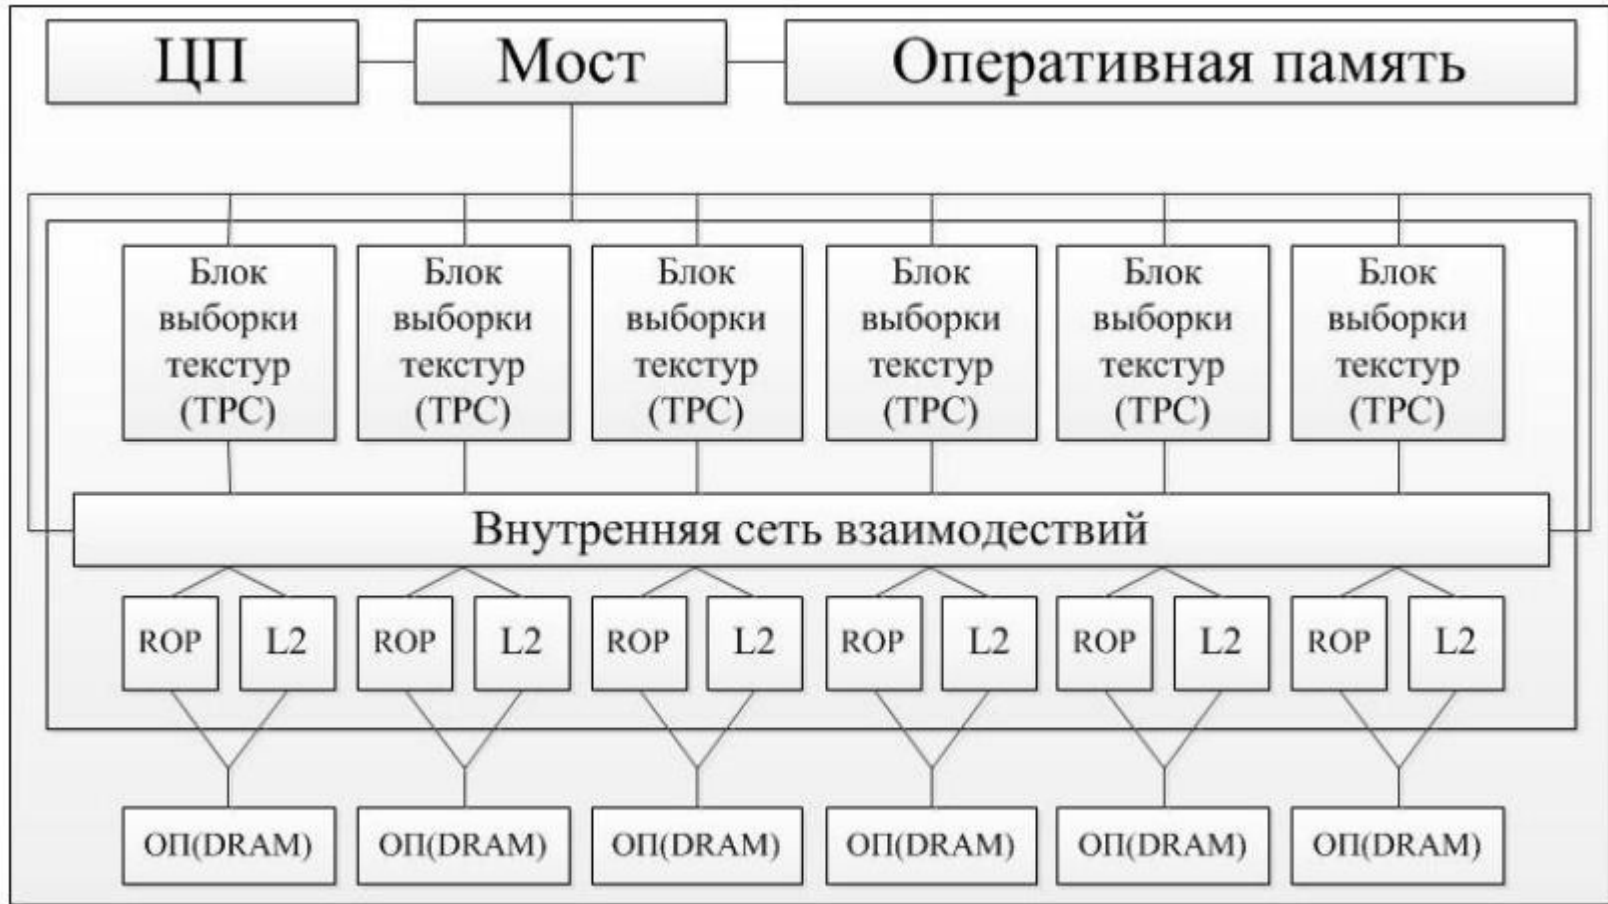 ЦП
Мост
Оперативная память
Блок
выборки
текстур
(TPC)
Блок
выборки
текстур
(TPC)
Блок
выборки
текстур
(TPC)
Блок
выборки
текстур
(TPC)
Блок
выборки
текстур
(TPC)
Блок
выборки
текстур
(TPC)
Внутренняя сеть взаимодествий
ROP
L2
ROP
L2
ROP
L2
ROP
L2
ROP
L2
ROP
L2
ОП(DRAM)
ОП(DRAM)
ОП(DRAM)
ОП(DRAM)
ОП(DRAM)
ОП(DRAM)